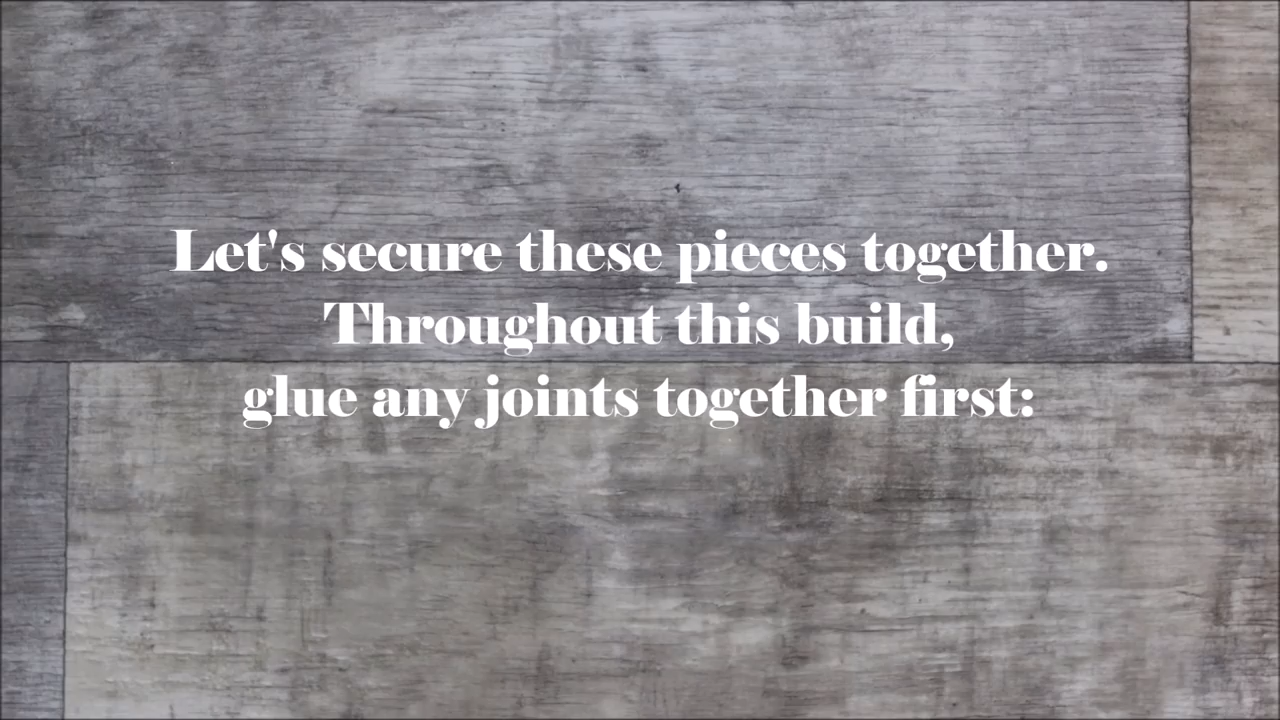 Let's secure these pieces together.
Throughout this build,
glue any joints together first: